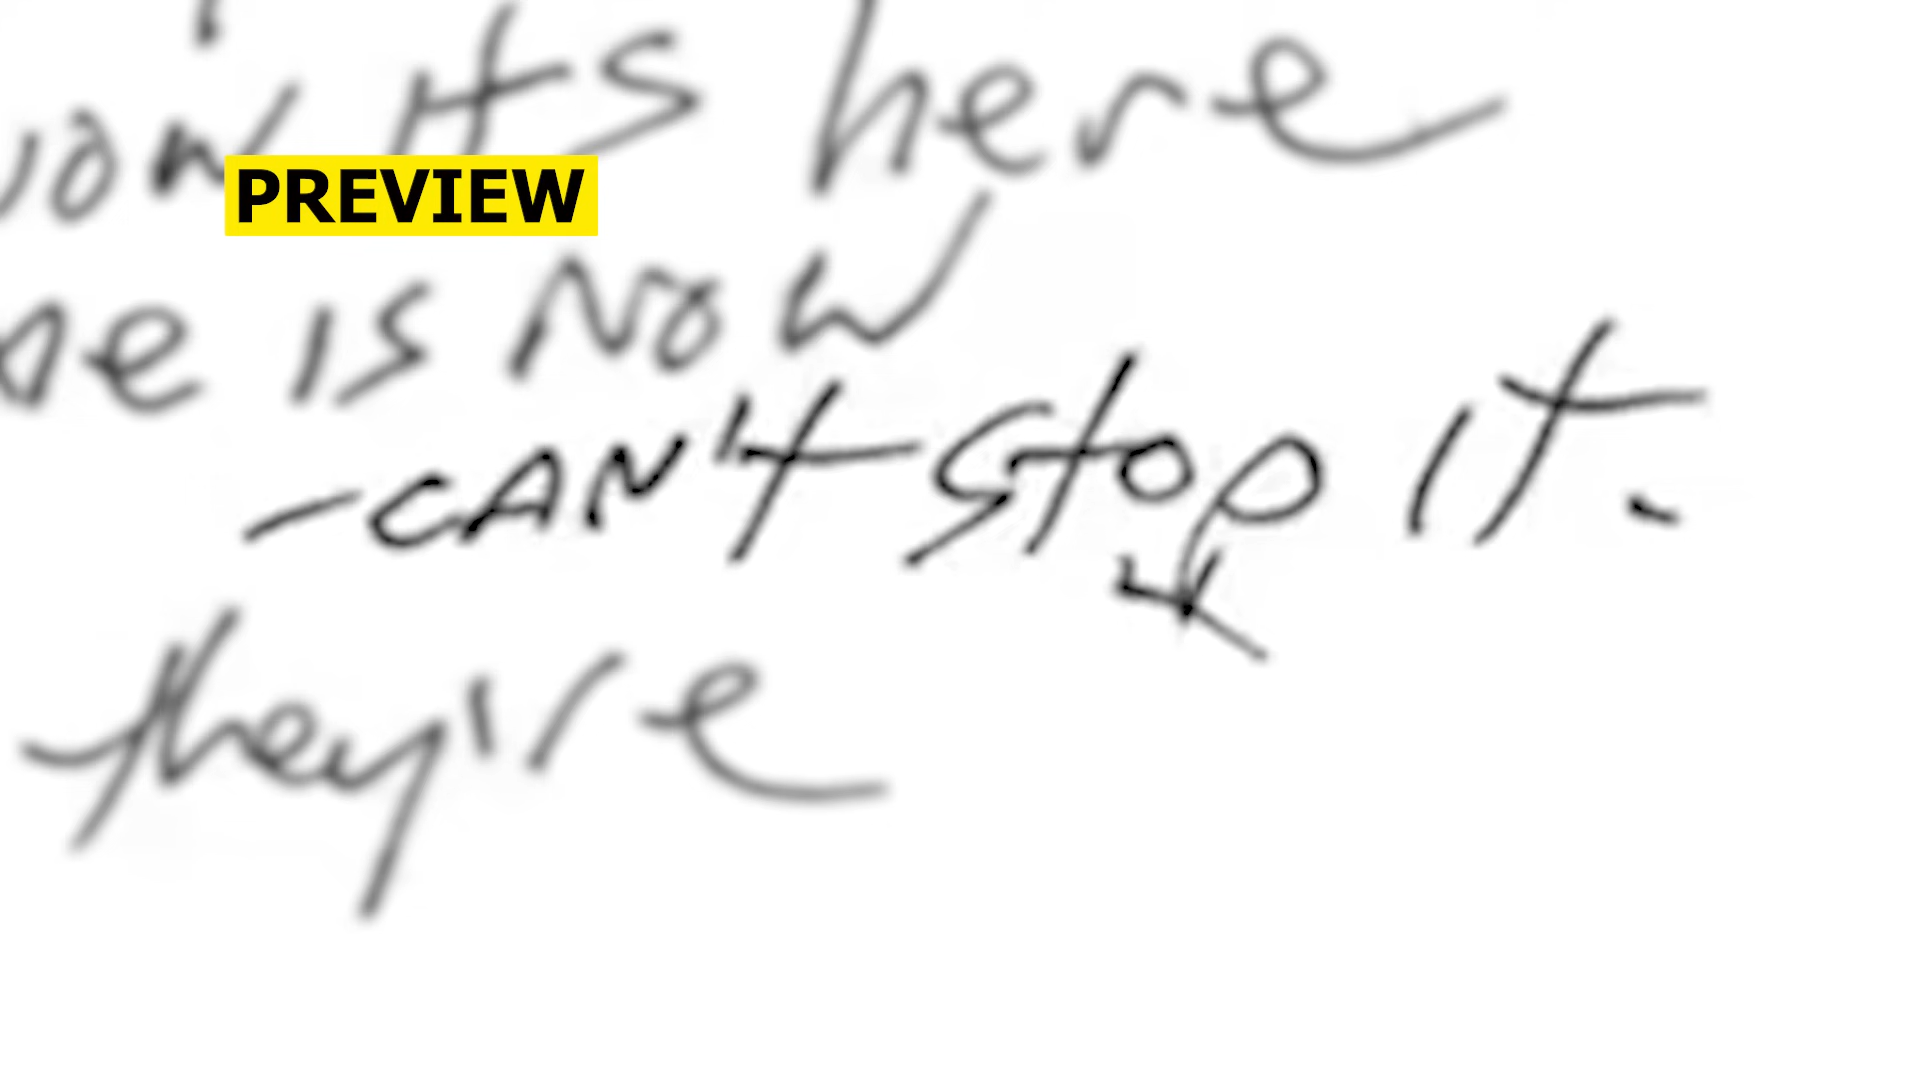 its here
PREVIEW
is Now
-CAN't stop it.
they're